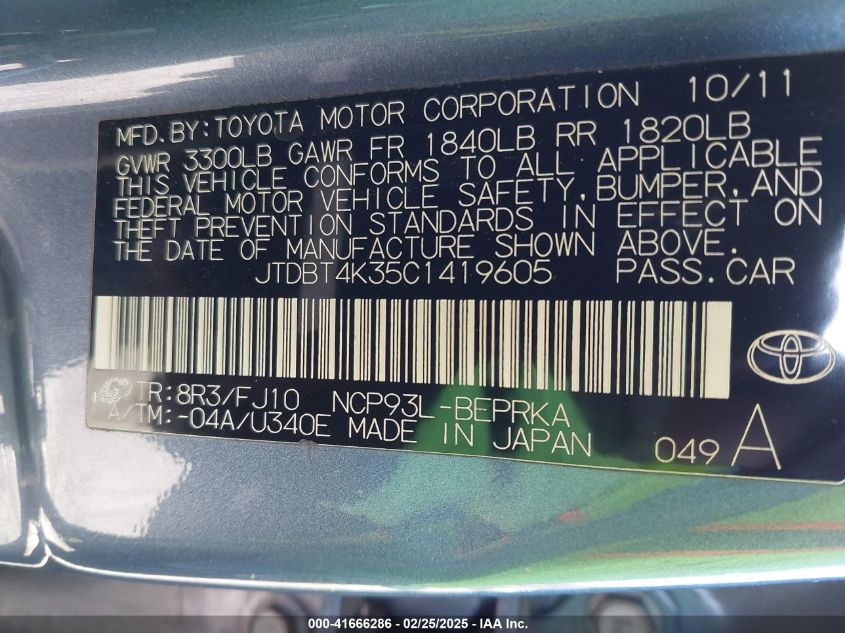 MFD. BY: TOYOTA MOTOR CORPORATION 10/11
GVWR 3300LB GAWR FR 1840LB RR 1820LB
THIS VEHICLE CONFORMS TO ALL APPLICABLE
FEDERAL MOTOR VEHICLE SAFETY, BUMPER, AND
THEFT PREVENTION STANDARDS IN EFFECT ON
THE DATE OF MANUFACTURE SHOWN ABOVE.
JTDBT4K35C1419605 PASS. CAR
TR: 8R3/FJ10 NCP93L-BEPRKA
A/TM: -04A/U340E MADE IN JAPAN 049 A
000-41666286 - 02/25/2025 - IAA Inc.